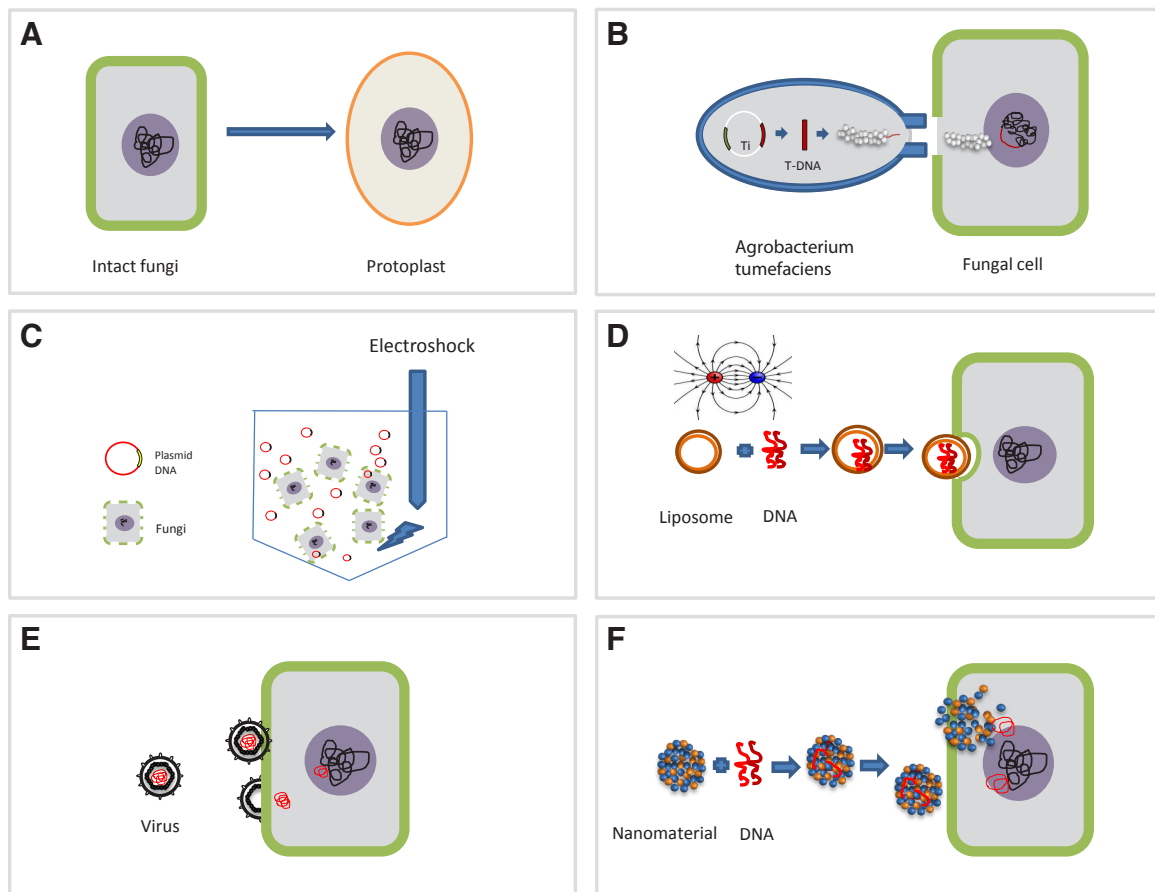 A
Intact fungi
Protoplast
B
Ti
T-DNA
Agrobacterium
tumefaciens
Fungal cell
C
Electroshock
Plasmid
DNA
Fungi
D
+
Liposome
DNA
E
Virus
F
Nanomaterial
DNA